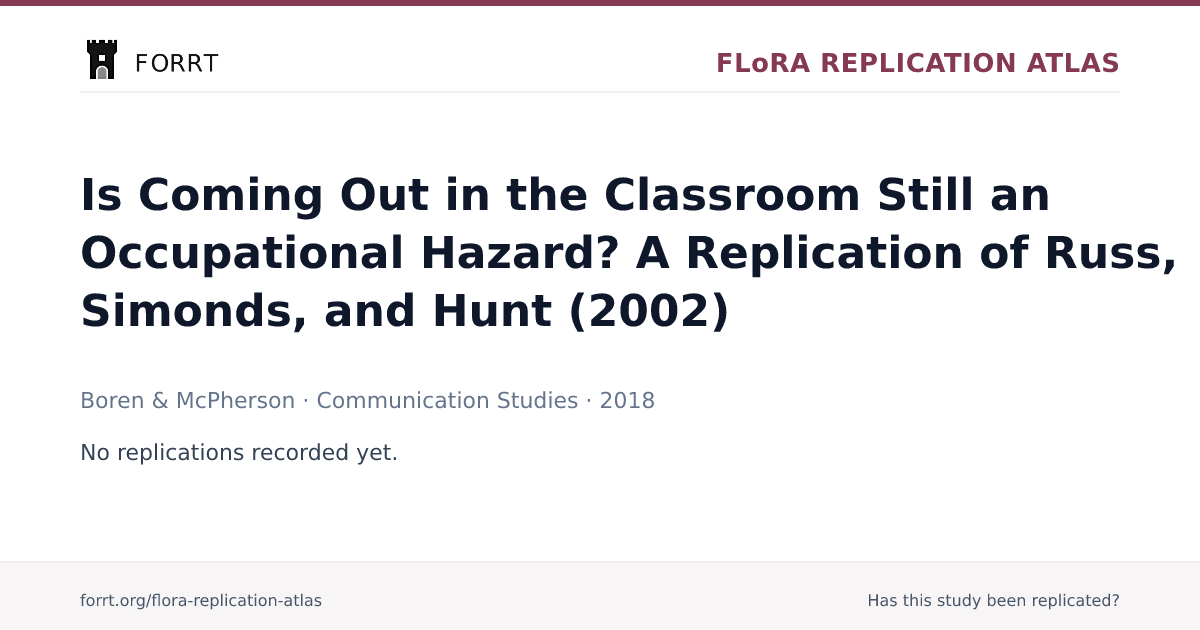 FORRT
FLoRA REPLICATION ATLAS
Is Coming Out in the Classroom Still an
Occupational Hazard? A Replication of Russ,
Simonds, and Hunt (2002)
Boren & McPherson · Communication Studies · 2018
No replications recorded yet.
forrt.org/flora-replication-atlas
Has this study been replicated?